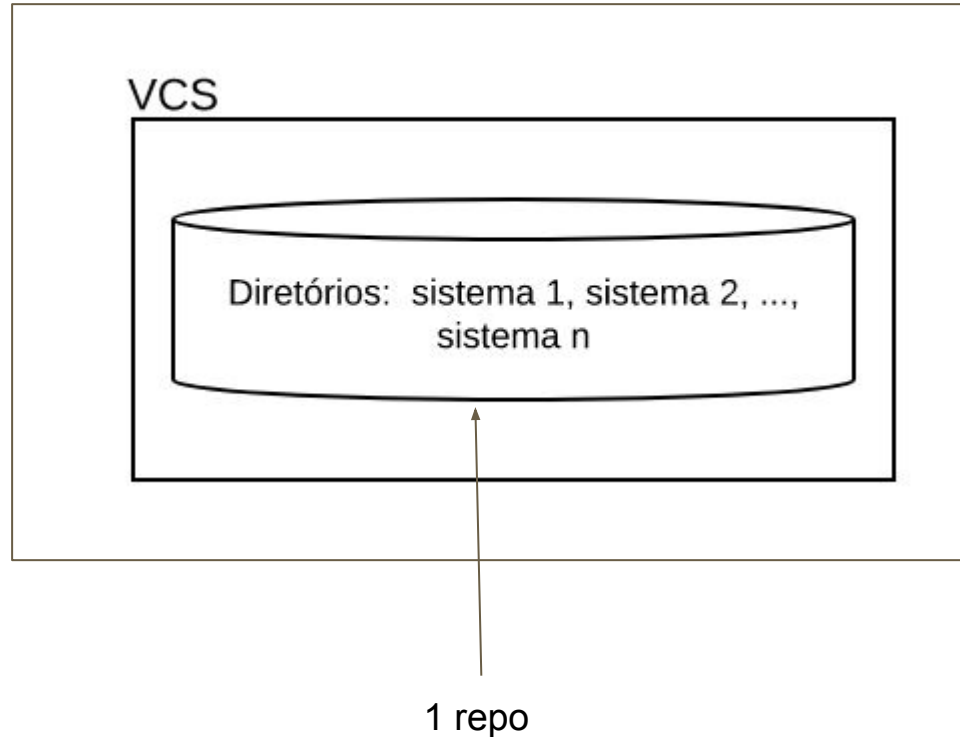 VCS
Diretórios:  sistema 1, sistema 2, ...,
sistema n
1 repo